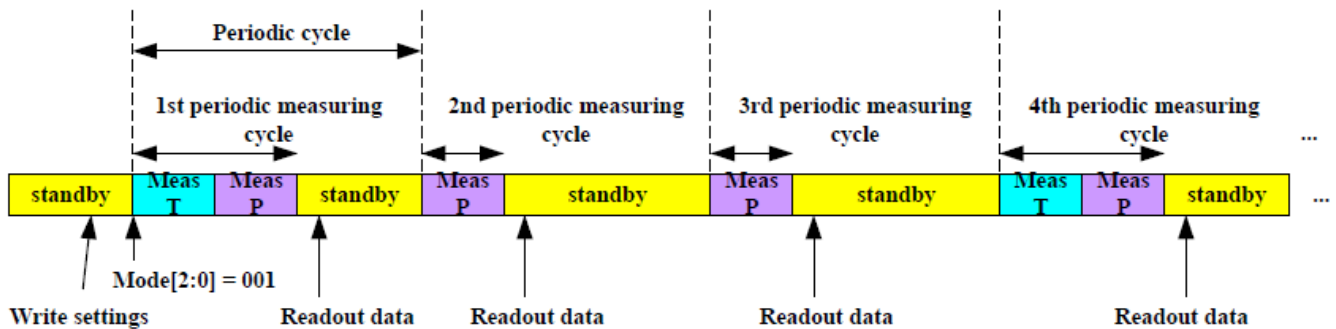 Periodic cycle
1st periodic measuring
cycle
2nd periodic measuring
cycle
3rd periodic measuring
cycle
4th periodic measuring
cycle
...
standby
Meas
T
Meas
P
standby
Meas
P
standby
Meas
P
standby
Meas
T
Meas
P
standby
...
Mode[2:0] = 001
Write settings
Readout data
Readout data
Readout data
Readout data